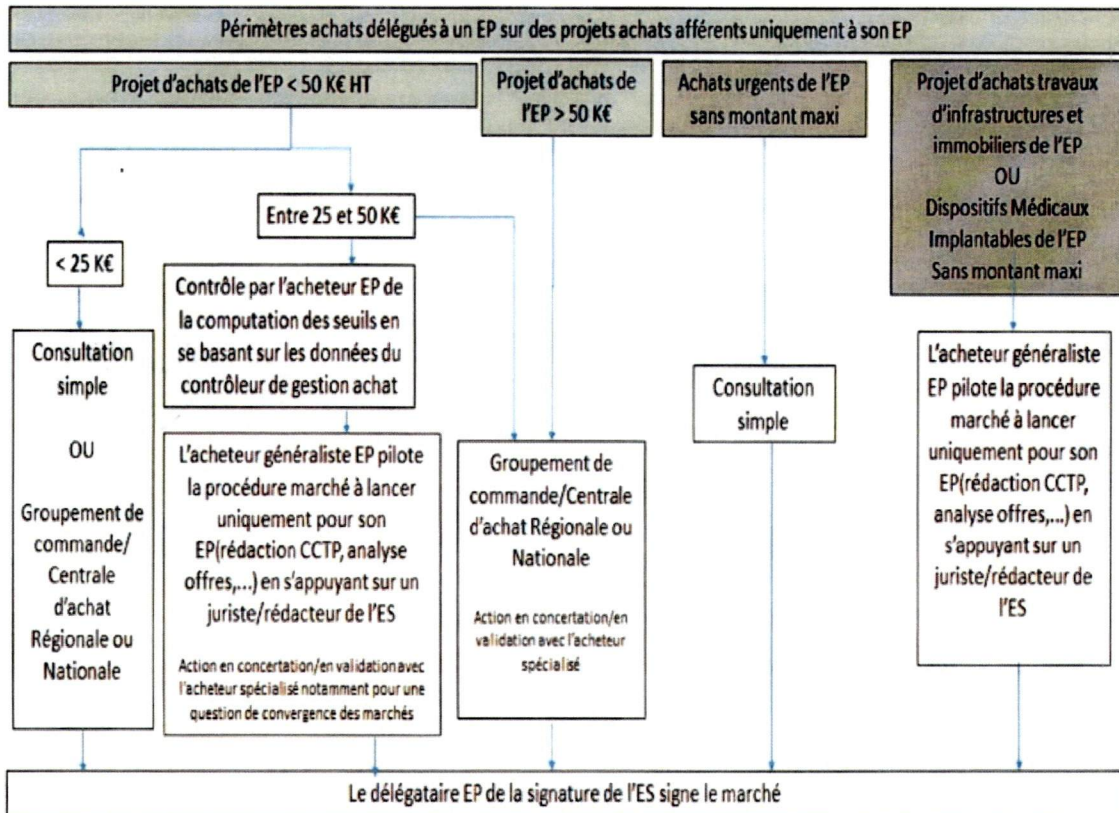 Périmètres achats délégués à un EP sur des projets achats afférents uniquement à son EP
Projet d'achats de l'EP < 50 K€ HT
Projet d'achats de
l'EP > 50 K€
Achats urgents de l'EP
sans montant maxi
Projet d'achats travaux
d'infrastructures et
immobiliers de l'EP
OU
Dispositifs Médicaux
Implantables de l'EP
Sans montant maxi
< 25 K€
Entre 25 et 50 K€
Consultation
simple
OU
Groupement de
commande/
Centrale
d'achat
Régionale ou
Nationale
Contrôle par l'acheteur EP de
la computation des seuils en
se basant sur les données du
contrôleur de gestion achat
L'acheteur généraliste EP pilote
la procédure marché à lancer
uniquement pour son
EP(rédaction CCTP, analyse
offres,...) en s'appuyant sur un
juriste/rédacteur de l'ES
Action en concertation/en validation avec
l'acheteur spécialisé notamment pour une
question de convergence des marchés
Groupement de
commande/Centrale
d'achat Régionale ou
Nationale
Action en concertation/en
validation avec l'acheteur
spécialisé
Consultation
simple
L'acheteur généraliste
EP pilote la procédure
marché à lancer
uniquement pour son
EP(rédaction CCTP,
analyse offres,...) en
s'appuyant sur un
juriste/rédacteur de
l'ES
Le délégataire EP de la signature de l'ES signe le marché